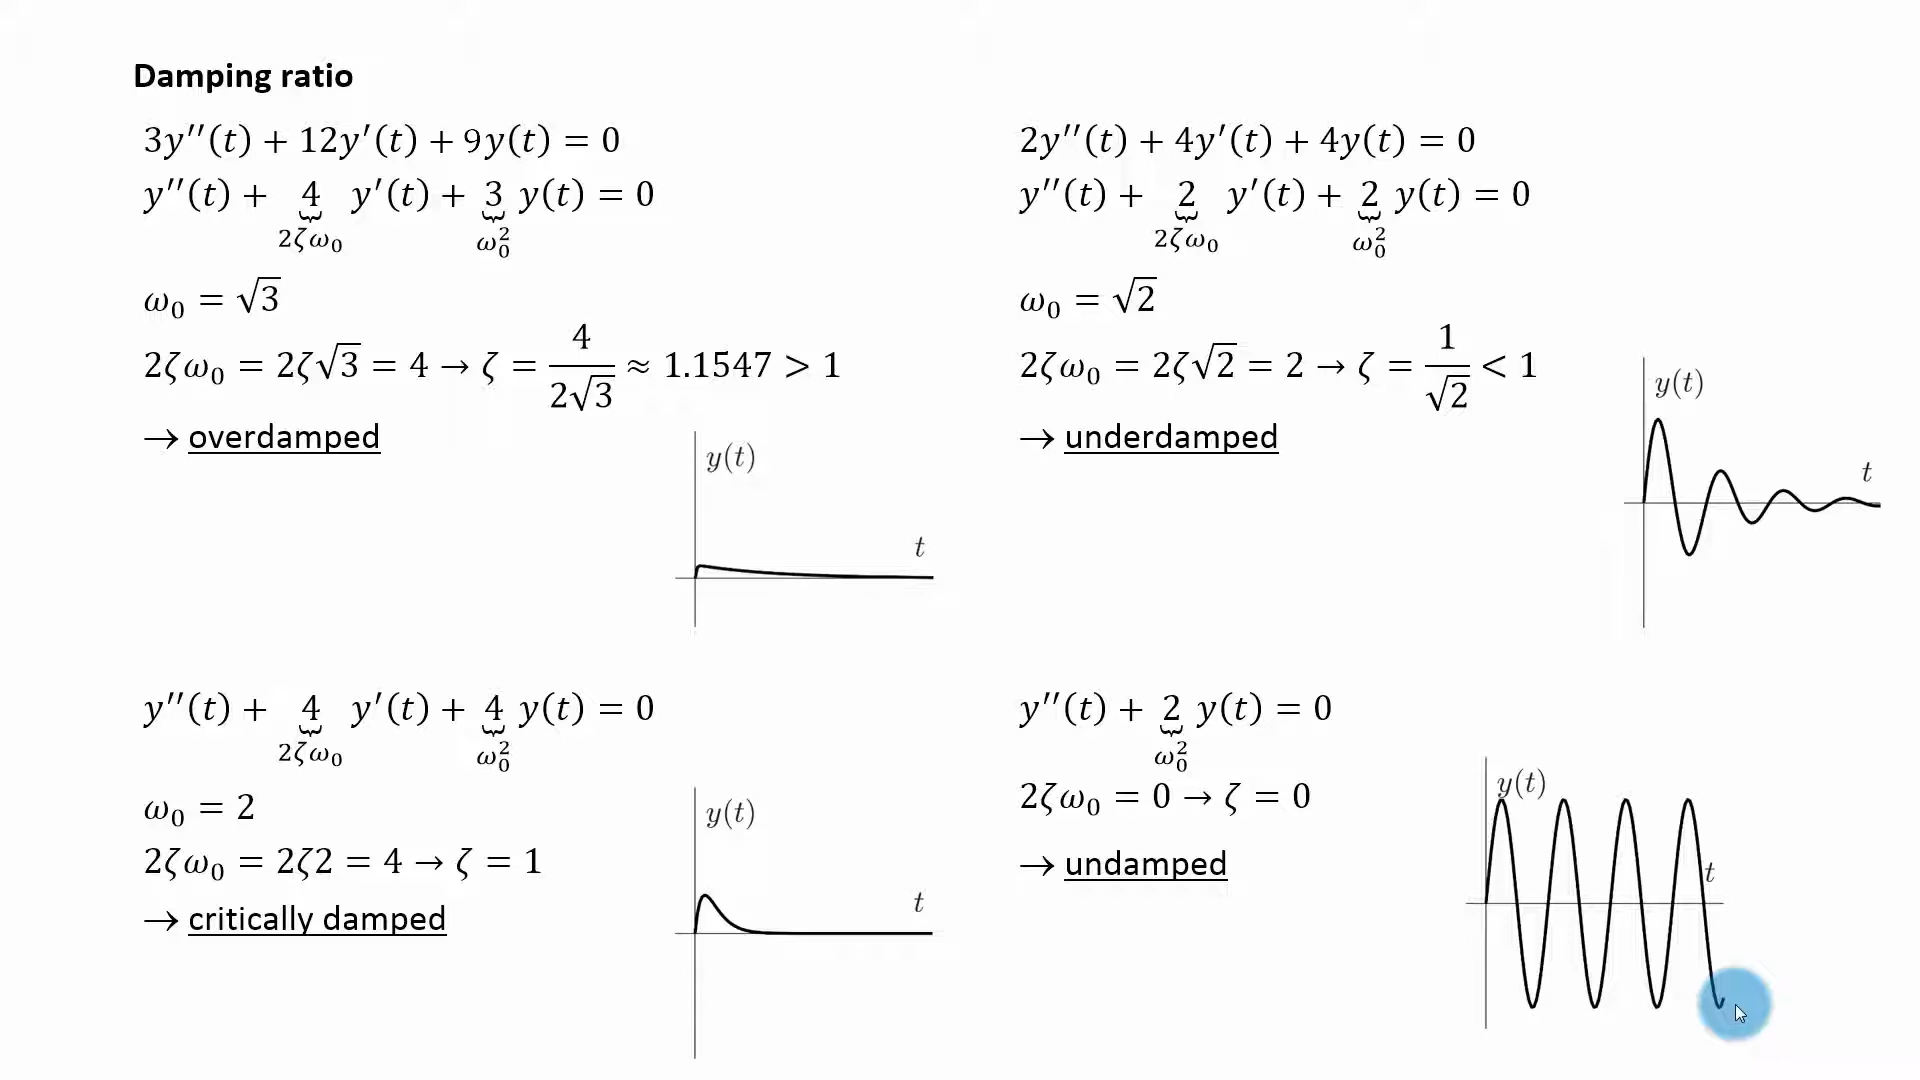 Damping ratio
3y′′(t) + 12y′(t) + 9y(t) = 0
y′′(t) + 4 y′(t) + 3 y(t) = 0
2ζω₀ ω₀²
ω₀ = √3
2ζω₀ = 2ζ√3 = 4 → ζ = 4/(2√3) ≈ 1.1547 > 1
→ overdamped
y(t)
t
2y′′(t) + 4y′(t) + 4y(t) = 0
y′′(t) + 2 y′(t) + 2 y(t) = 0
2ζω₀ ω₀²
ω₀ = √2
2ζω₀ = 2ζ√2 = 2 → ζ = 1/√2 < 1
→ underdamped
y(t)
t
y′′(t) + 4 y′(t) + 4 y(t) = 0
2ζω₀ ω₀²
ω₀ = 2
2ζω₀ = 2ζ2 = 4 → ζ = 1
→ critically damped
y(t)
t
y′′(t) + 2 y(t) = 0
ω₀²
2ζω₀ = 0 → ζ = 0
→ undamped
y(t)
t